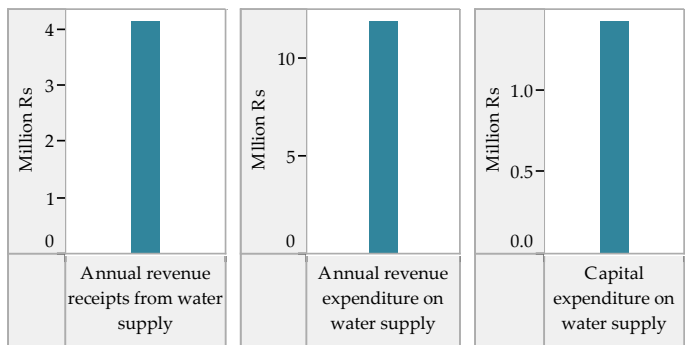 Million Rs
4
3
2
1
0
Annual revenue
receipts from water
supply
Mllion Rs
10
5
0
Annual revenue
expenditure on
water supply
Million Rs
1.0
0.5
0.0
Capital
expenditure on
water supply